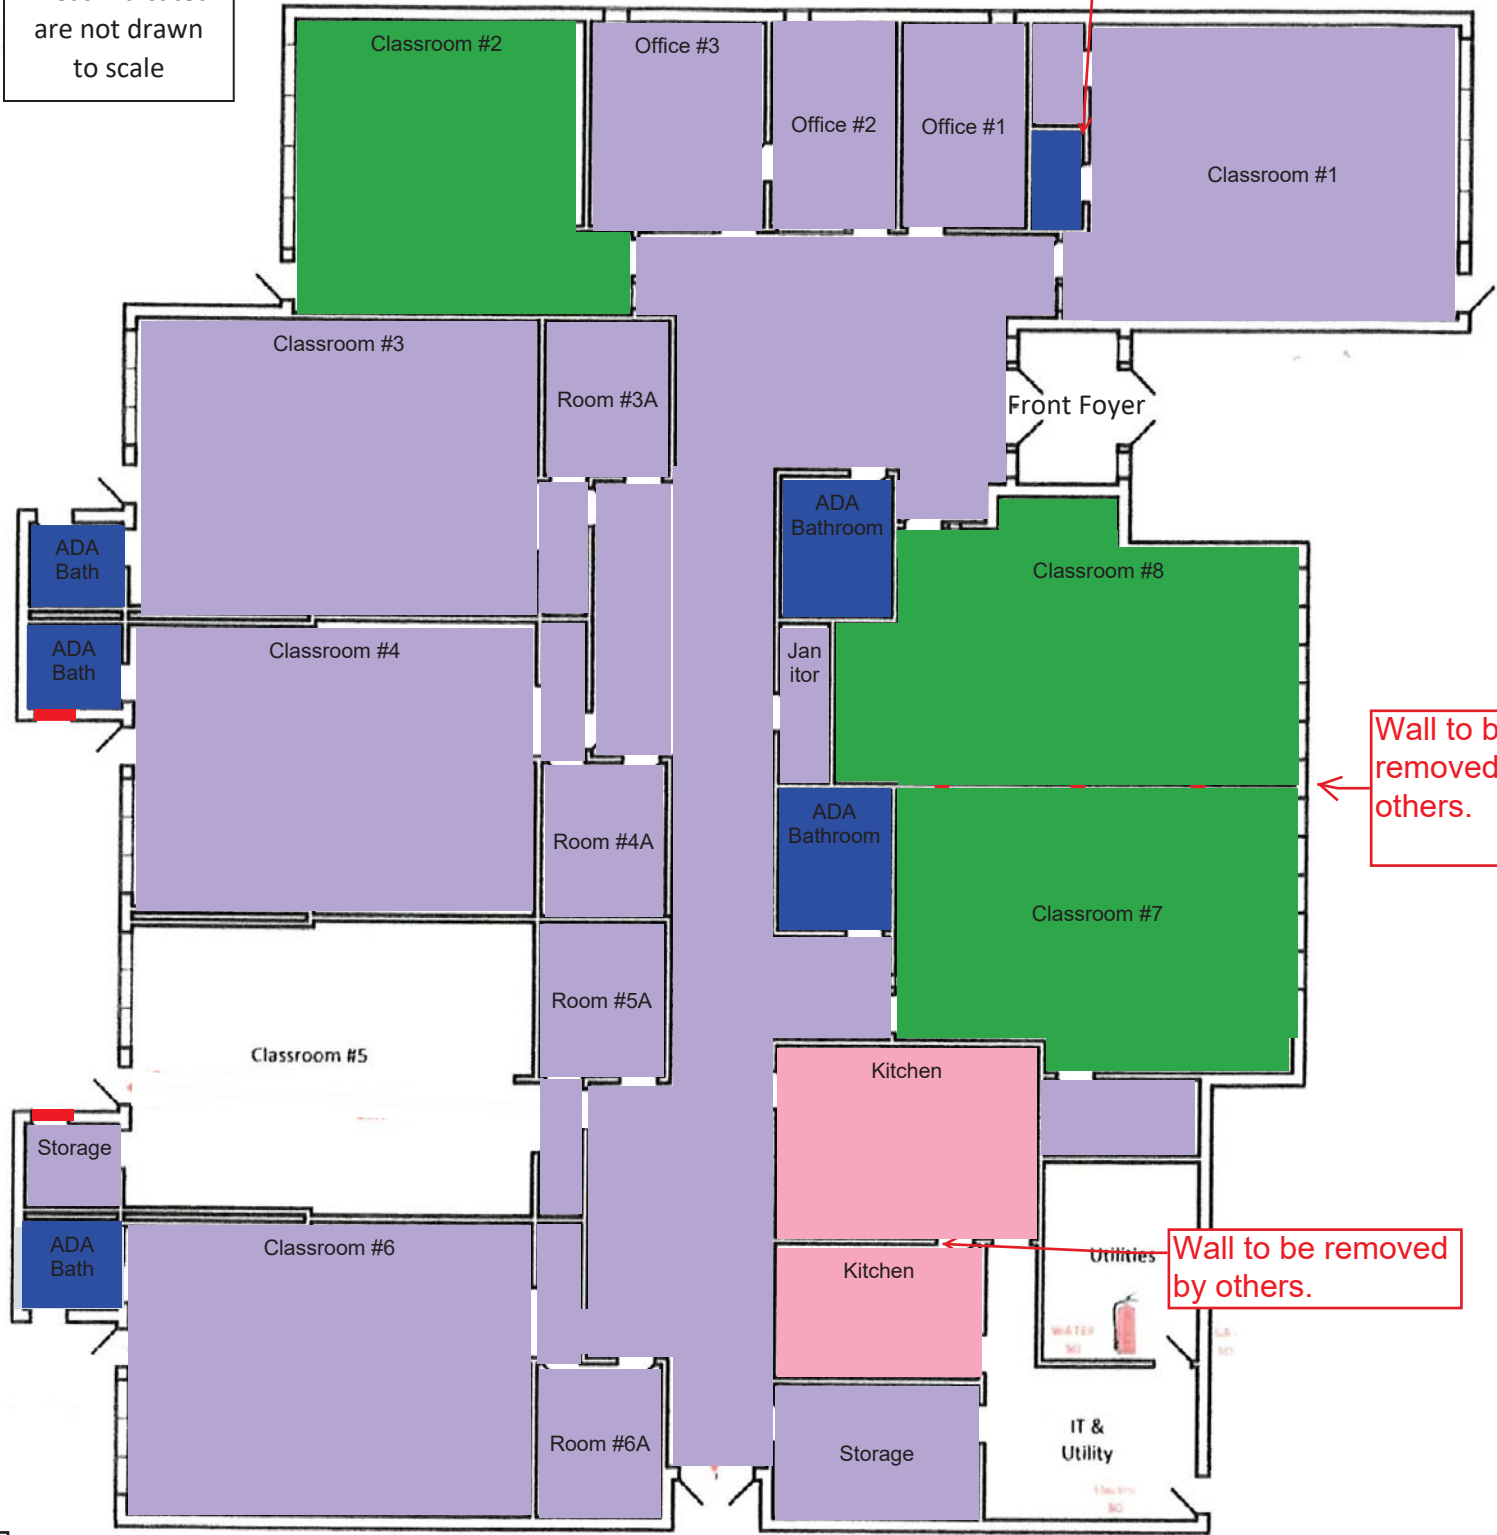 are not drawn
to scale
Classroom #2
Office #3
Office #2
Office #1
Classroom #1
Classroom #3
Room #3A
Front Foyer
ADA
Bathroom
ADA
Bath
Classroom #8
ADA
Bath
Classroom #4
Jan
itor
Wall to b
removed
others.
Room #4A
ADA
Bathroom
Classroom #7
Room #5A
Classroom #5
Kitchen
Storage
ADA
Bath
Classroom #6
Kitchen
Utilities
Wall to be removed
by others.
WATER
SO
Room #6A
Storage
IT &
Utility
SO